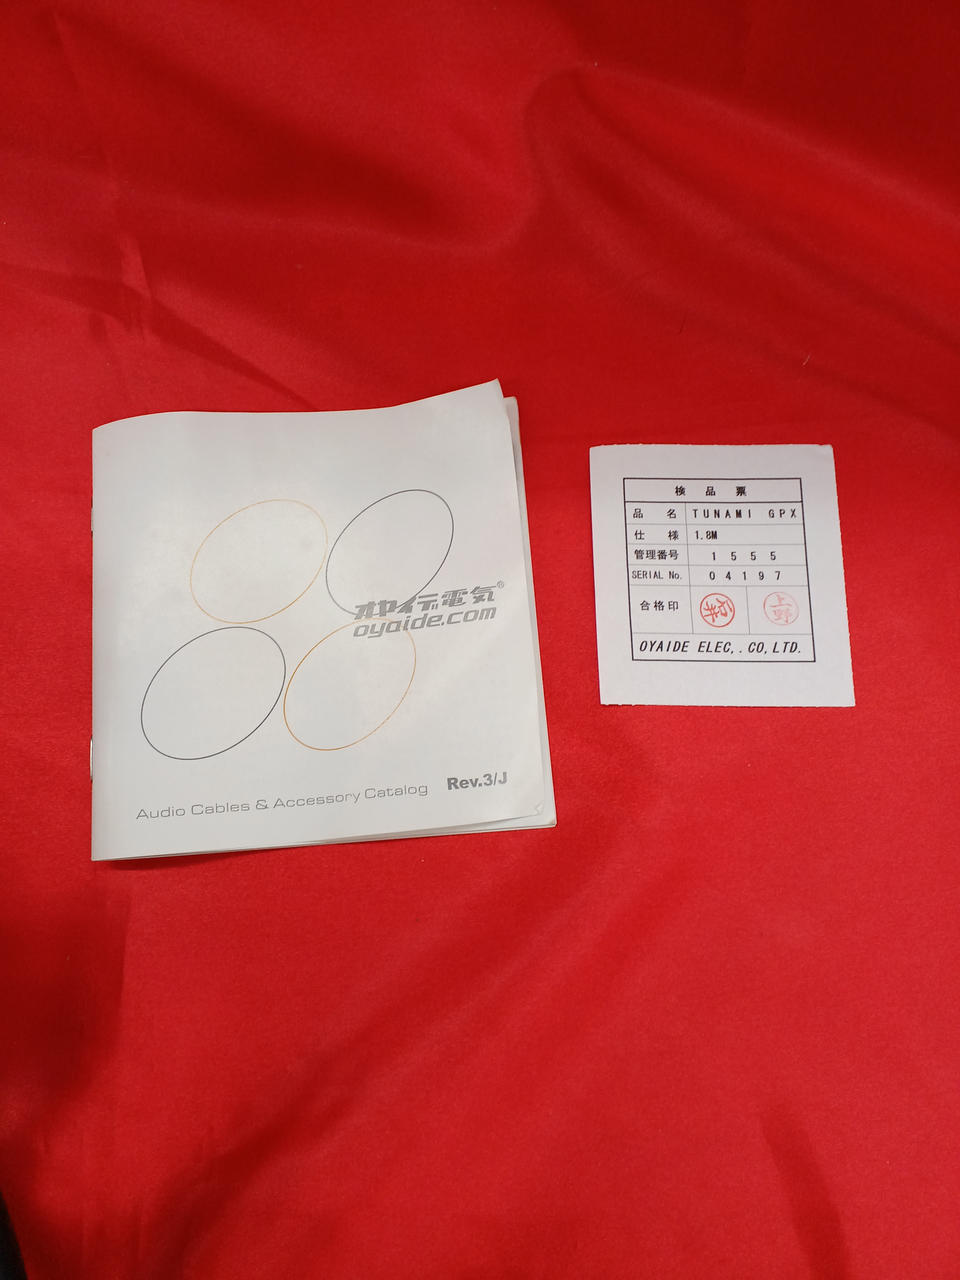 オヤイデ電気®
oyaide.com
Audio Cables & Accessory Catalog Rev.3/J
検 品 票
品 名 TUNAMI GPX
仕 様 1.8M
管理番号 1555
SERIAL No. 04197
合格印 上野
OYAIDE ELEC,.CO,LTD.